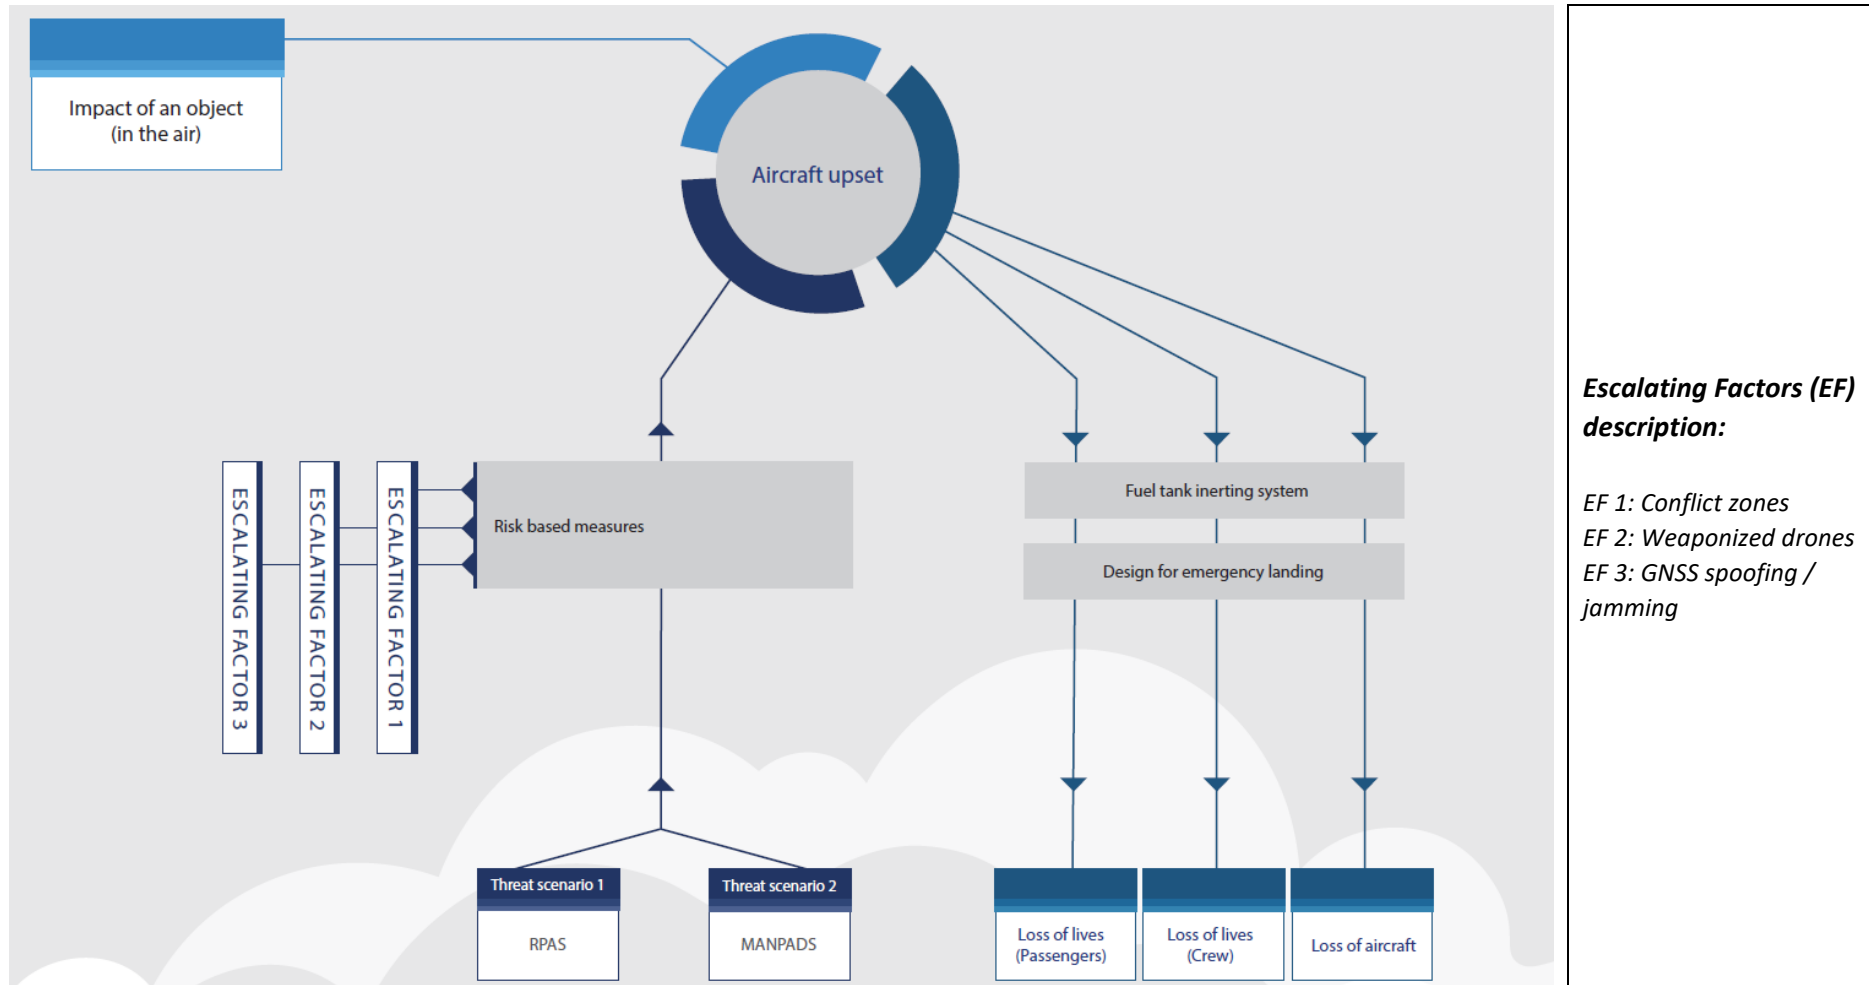 Impact of an object
(in the air)
Aircraft upset
ESCALATING FACTOR 3
ESCALATING FACTOR 2
ESCALATING FACTOR 1
Risk based measures
Fuel tank inerting system
Design for emergency landing
Threat scenario 1
RPAS
Threat scenario 2
MANPADS
Loss of lives
(Passengers)
Loss of lives
(Crew)
Loss of aircraft
Escalating Factors (EF)
description:
EF 1: Conflict zones
EF 2: Weaponized drones
EF 3: GNSS spoofing /
jamming